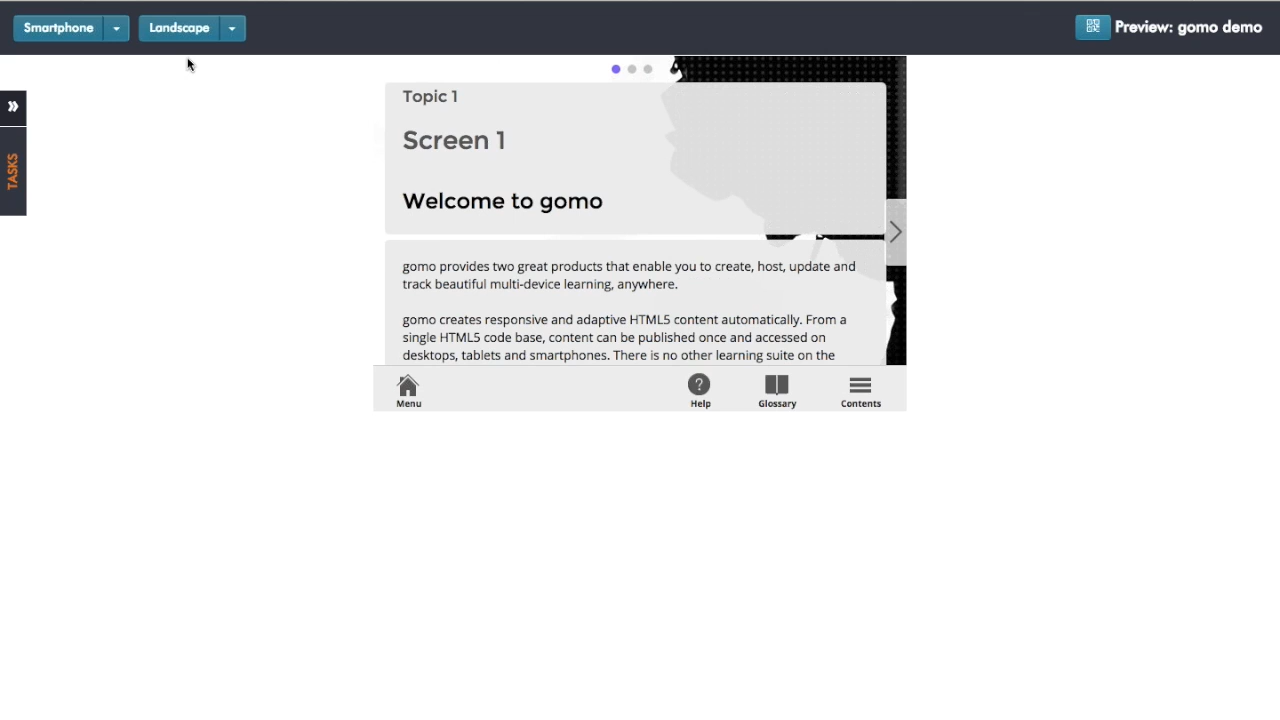 Smartphone
Landscape
Preview: gomo demo
»
TASKS
Topic 1
Screen 1
Welcome to gomo
gomo provides two great products that enable you to create, host, update and
track beautiful multi-device learning, anywhere.
gomo creates responsive and adaptive HTML5 content automatically. From a
single HTML5 code base, content can be published once and accessed on
desktops, tablets and smartphones. There is no other learning suite on the
?
Menu
Help
Glossary
Contents